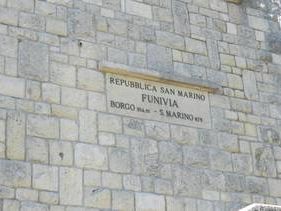 REPUBBLICA SAN MARINO
FUNIVIA
BORGO - S. MARINO